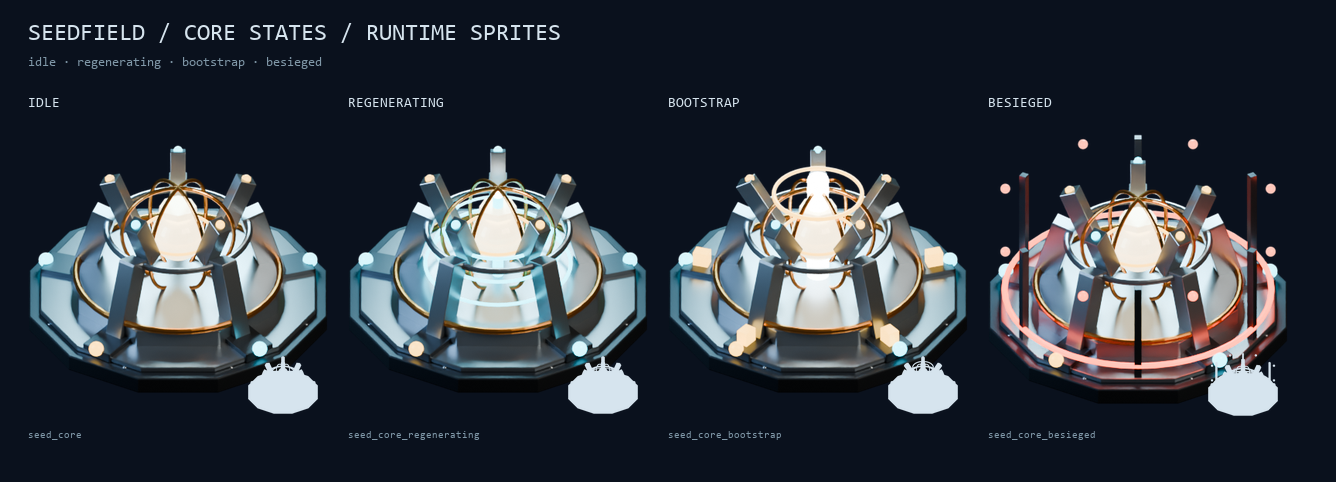 SEEDFIELD / CORE STATES / RUNTIME SPRITES
idle · regenerating · bootstrap · besieged
IDLE
REGENERATING
BOOTSTRAP
BESIEGED
seed_core
seed_core_regenerating
seed_core_bootstrap
seed_core_besieged